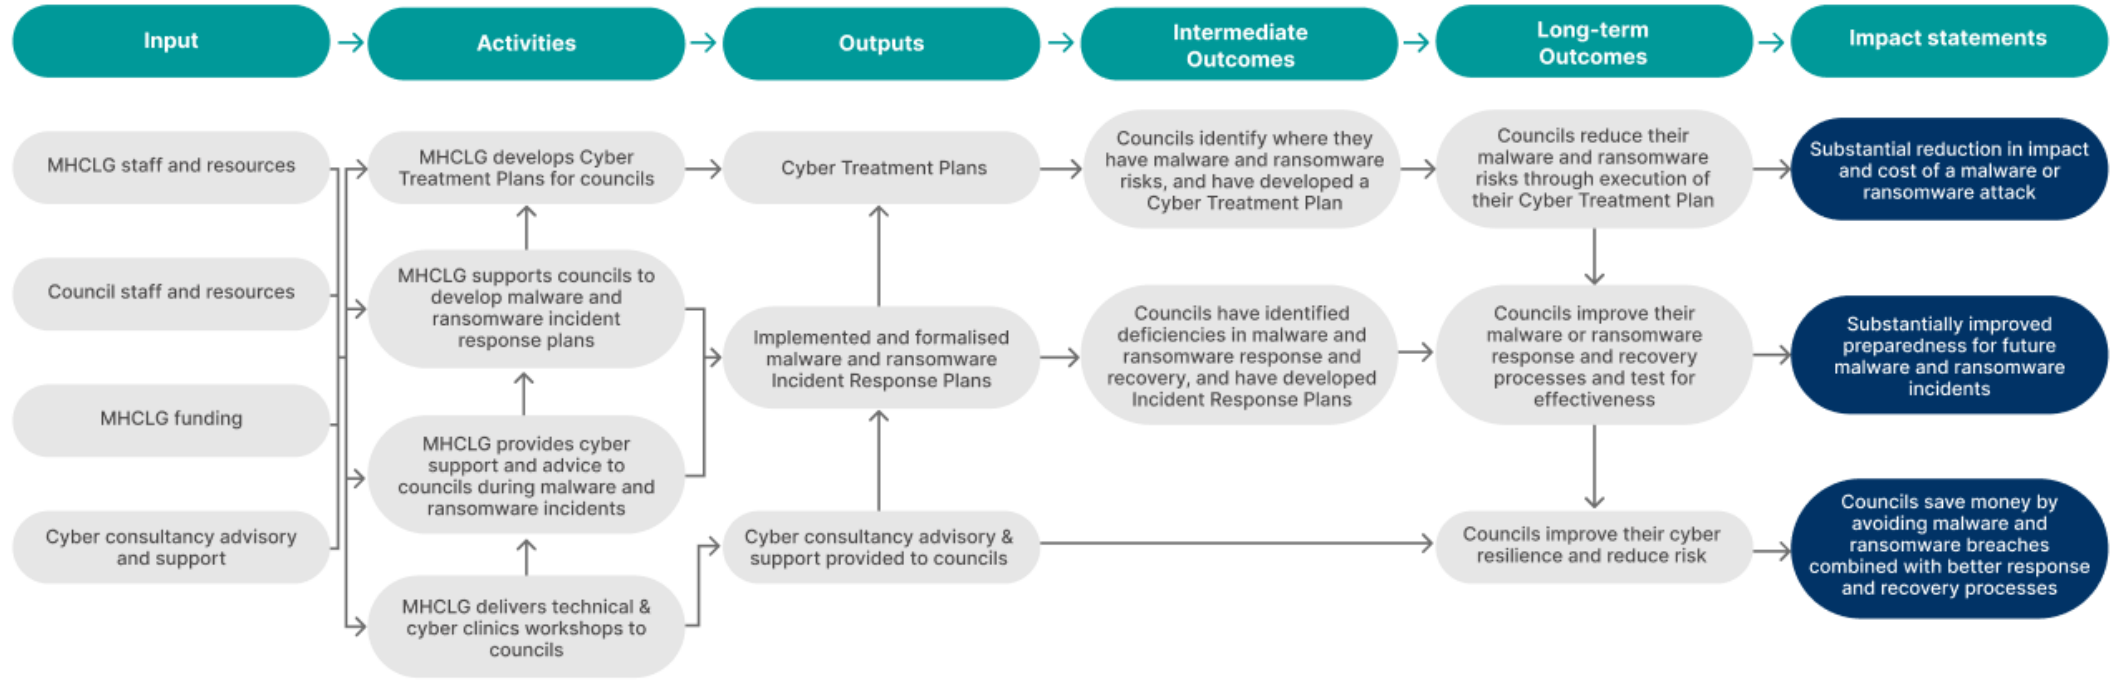 Input
Activities
Outputs
Intermediate
Outcomes
Long-term
Outcomes
Impact statements
MHCLG staff and resources
Council staff and resources
MHCLG funding
Cyber consultancy advisory
and support
MHCLG develops Cyber
Treatment Plans for councils
MHCLG supports councils to
develop malware and
ransomware incident
response plans
MHCLG provides cyber
support and advice to
councils during malware and
ransomware incidents
MHCLG delivers technical &
cyber clinics workshops to
councils
Cyber Treatment Plans
Implemented and formalised
malware and ransomware
Incident Response Plans
Cyber consultancy advisory &
support provided to councils
Councils identify where they
have malware and ransomware
risks, and have developed a
Cyber Treatment Plan
Councils have identified
deficiencies in malware and
ransomware response and
recovery, and have developed
Incident Response Plans
Councils reduce their
malware and ransomware
risks through execution of
their Cyber Treatment Plan
Councils improve their
malware or ransomware
response and recovery
processes and test for
effectiveness
Councils improve their cyber
resilience and reduce risk
Substantial reduction in impact
and cost of a malware or
ransomware attack
Substantially improved
preparedness for future
malware and ransomware
incidents
Councils save money by
avoiding malware and
ransomware breaches
combined with better response
and recovery processes